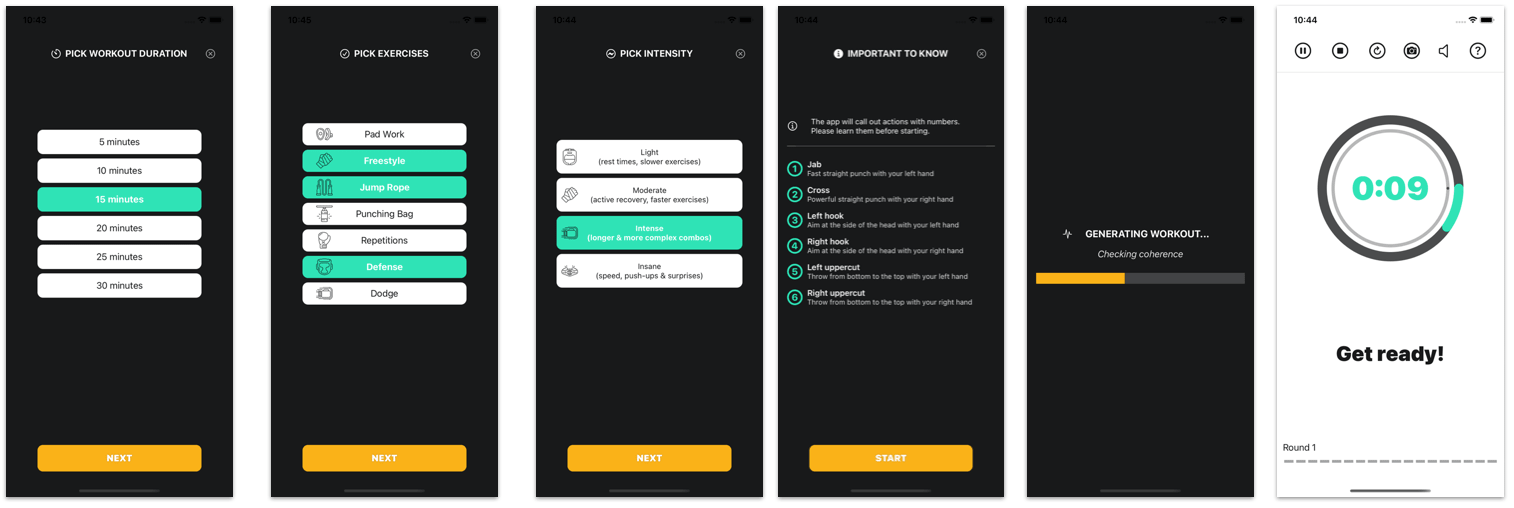 10:43
PICK WORKOUT DURATION
5 minutes
10 minutes
15 minutes
20 minutes
25 minutes
30 minutes
NEXT
10:45
PICK EXERCISES
Pad Work
Freestyle
Jump Rope
Punching Bag
Repetitions
Defense
Dodge
NEXT
10:44
PICK INTENSITY
Light
(rest times, slower exercises)
Moderate
(active recovery, faster exercises)
Intense
(longer & more complex combos)
Insane
(speed, push-ups & surprises)
NEXT
10:44
IMPORTANT TO KNOW
The app will call out actions with numbers.
Please learn them before starting.
1 Jab
Fast straight punch with your left hand
2 Cross
Powerful straight punch with your right hand
3 Left hook
Aim at the side of the head with your left hand
4 Right hook
Aim at the side of the head with your right hand
5 Left uppercut
Throw from bottom to the top with your left hand
6 Right uppercut
Throw from bottom to the top with your right hand
START
10:44
GENERATING WORKOUT...
Checking coherence
10:44
0:09
Get ready!
Round 1